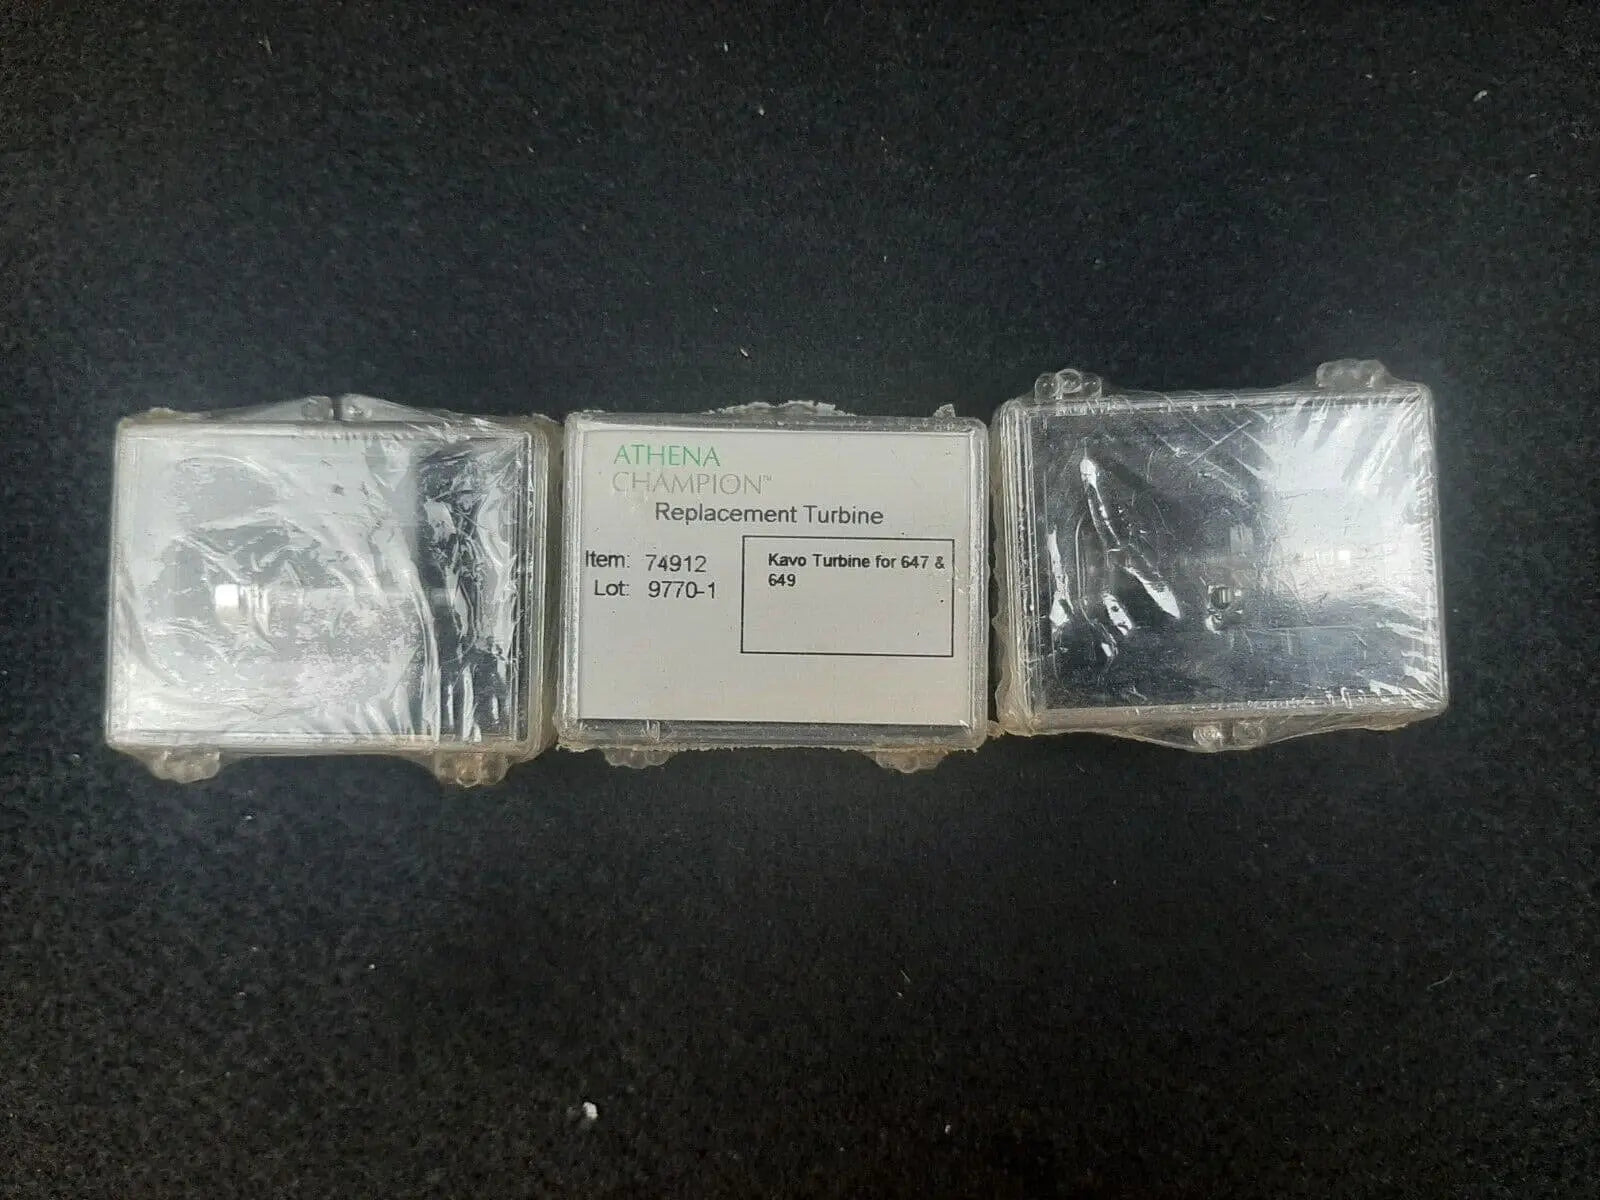 ATHENA
CHAMPION™
Replacement Turbine
Item: 74912
Lot: 9770-1
Kavo Turbine for 647 &
649